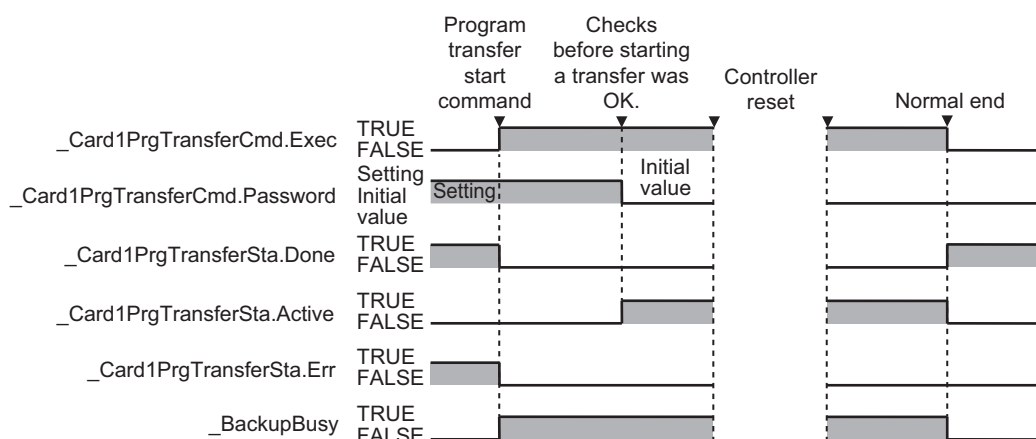 Program
transfer
start
command
Checks
before starting
a transfer was
OK.
Controller
reset
Normal end
_Card1PrgTransferCmd.Exec
TRUE
FALSE
_Card1PrgTransferCmd.Password
Setting
Initial
value
Setting
Initial
value
_Card1PrgTransferSta.Done
TRUE
FALSE
_Card1PrgTransferSta.Active
TRUE
FALSE
_Card1PrgTransferSta.Err
TRUE
FALSE
_BackupBusy
TRUE
FALSE